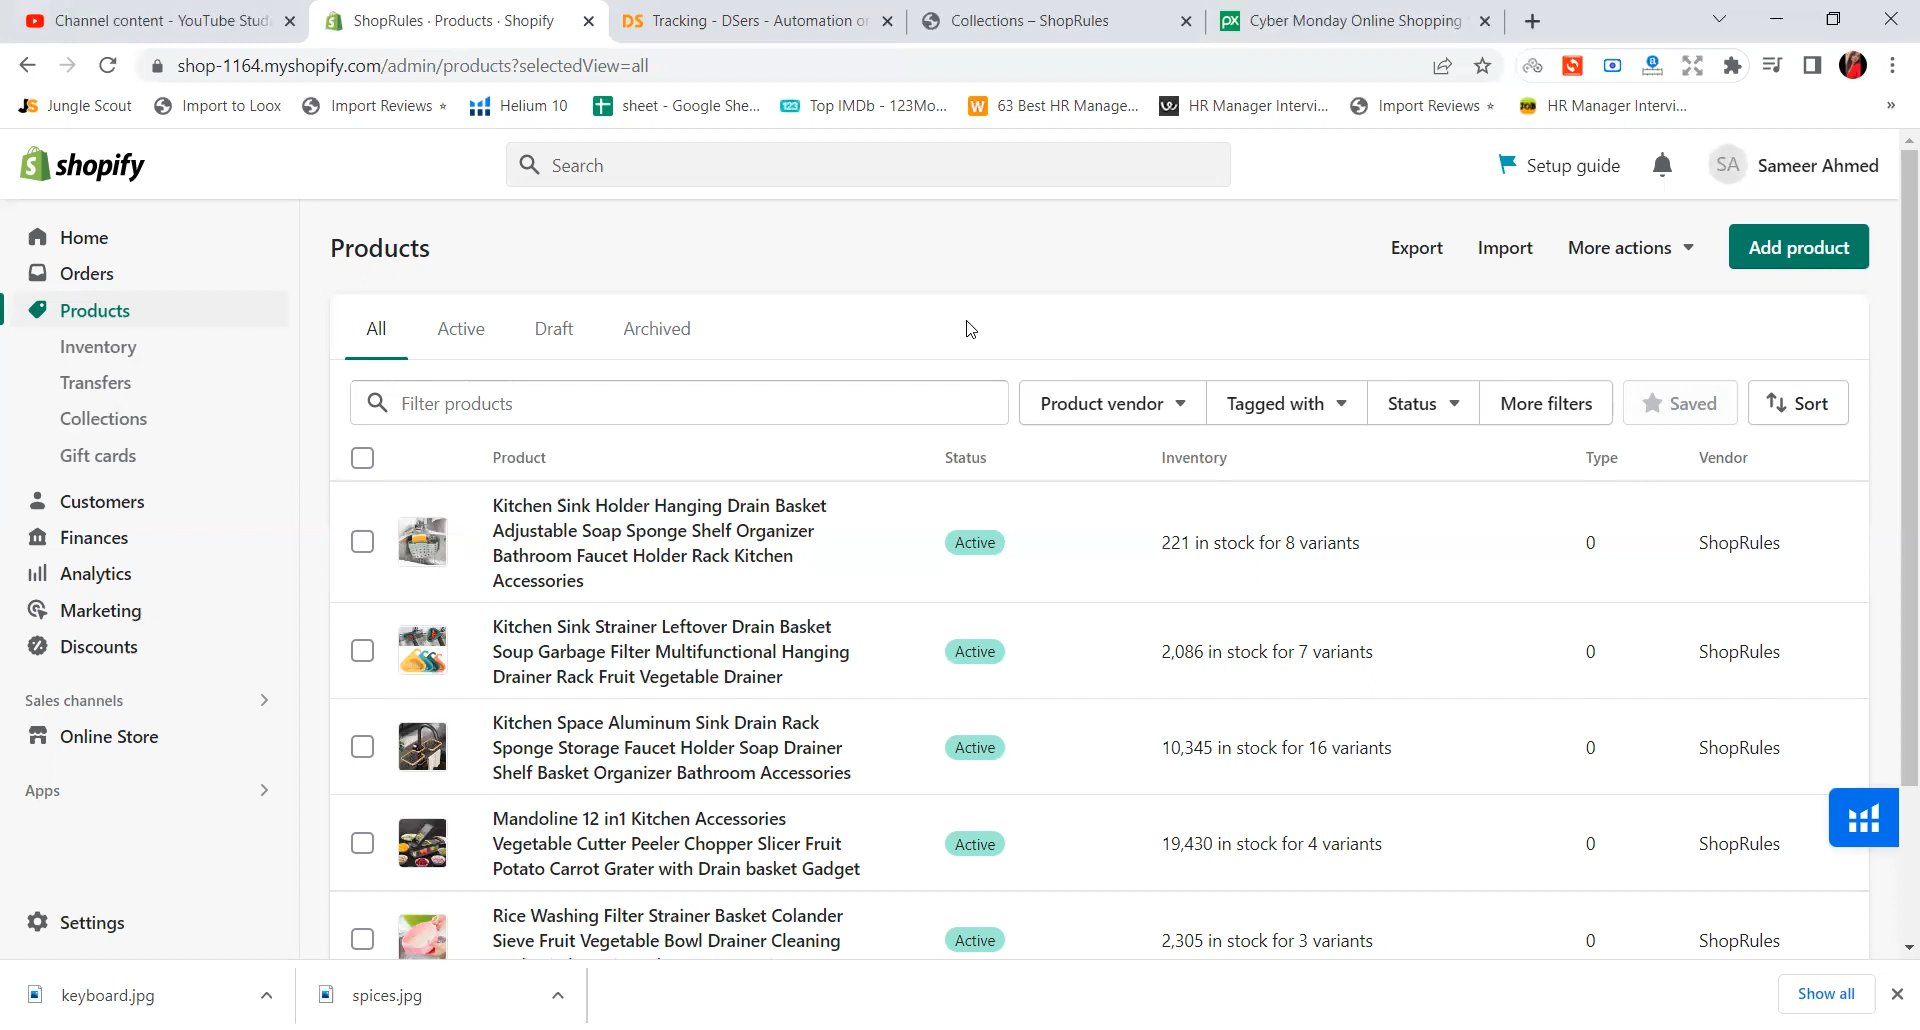 Channel content - YouTube Stud
ShopRules · Products · Shopify
DS Tracking - DSers - Automation or
Collections – ShopRules
px Cyber Monday Online Shopping
shop-1164.myshopify.com/admin/products?selectedView=all
JS Jungle Scout
Import to Loox
Import Reviews ⭑
Helium 10
sheet - Google She...
123 Top IMDb - 123Mo...
W 63 Best HR Manage...
HR Manager Intervi...
Import Reviews ⭑
JOB HR Manager Intervi...
»
shopify
Search
Setup guide
SA Sameer Ahmed
Home
Orders
Products
Inventory
Transfers
Collections
Gift cards
Customers
Finances
Analytics
Marketing
Discounts
Sales channels
Online Store
Apps
Settings
Products
Export Import More actions Add product
All Active Draft Archived
Filter products
Product vendor Tagged with Status More filters Saved Sort
Product Status Inventory Type Vendor
Kitchen Sink Holder Hanging Drain Basket
Adjustable Soap Sponge Shelf Organizer
Bathroom Faucet Holder Rack Kitchen
Accessories
Active 221 in stock for 8 variants 0 ShopRules
Kitchen Sink Strainer Leftover Drain Basket
Soup Garbage Filter Multifunctional Hanging
Drainer Rack Fruit Vegetable Drainer
Active 2,086 in stock for 7 variants 0 ShopRules
Kitchen Space Aluminum Sink Drain Rack
Sponge Storage Faucet Holder Soap Drainer
Shelf Basket Organizer Bathroom Accessories
Active 10,345 in stock for 16 variants 0 ShopRules
Mandoline 12 in1 Kitchen Accessories
Vegetable Cutter Peeler Chopper Slicer Fruit
Potato Carrot Grater with Drain basket Gadget
Active 19,430 in stock for 4 variants 0 ShopRules
Rice Washing Filter Strainer Basket Colander
Sieve Fruit Vegetable Bowl Drainer Cleaning
Active 2,305 in stock for 3 variants 0 ShopRules
keyboard.jpg
spices.jpg
Show all